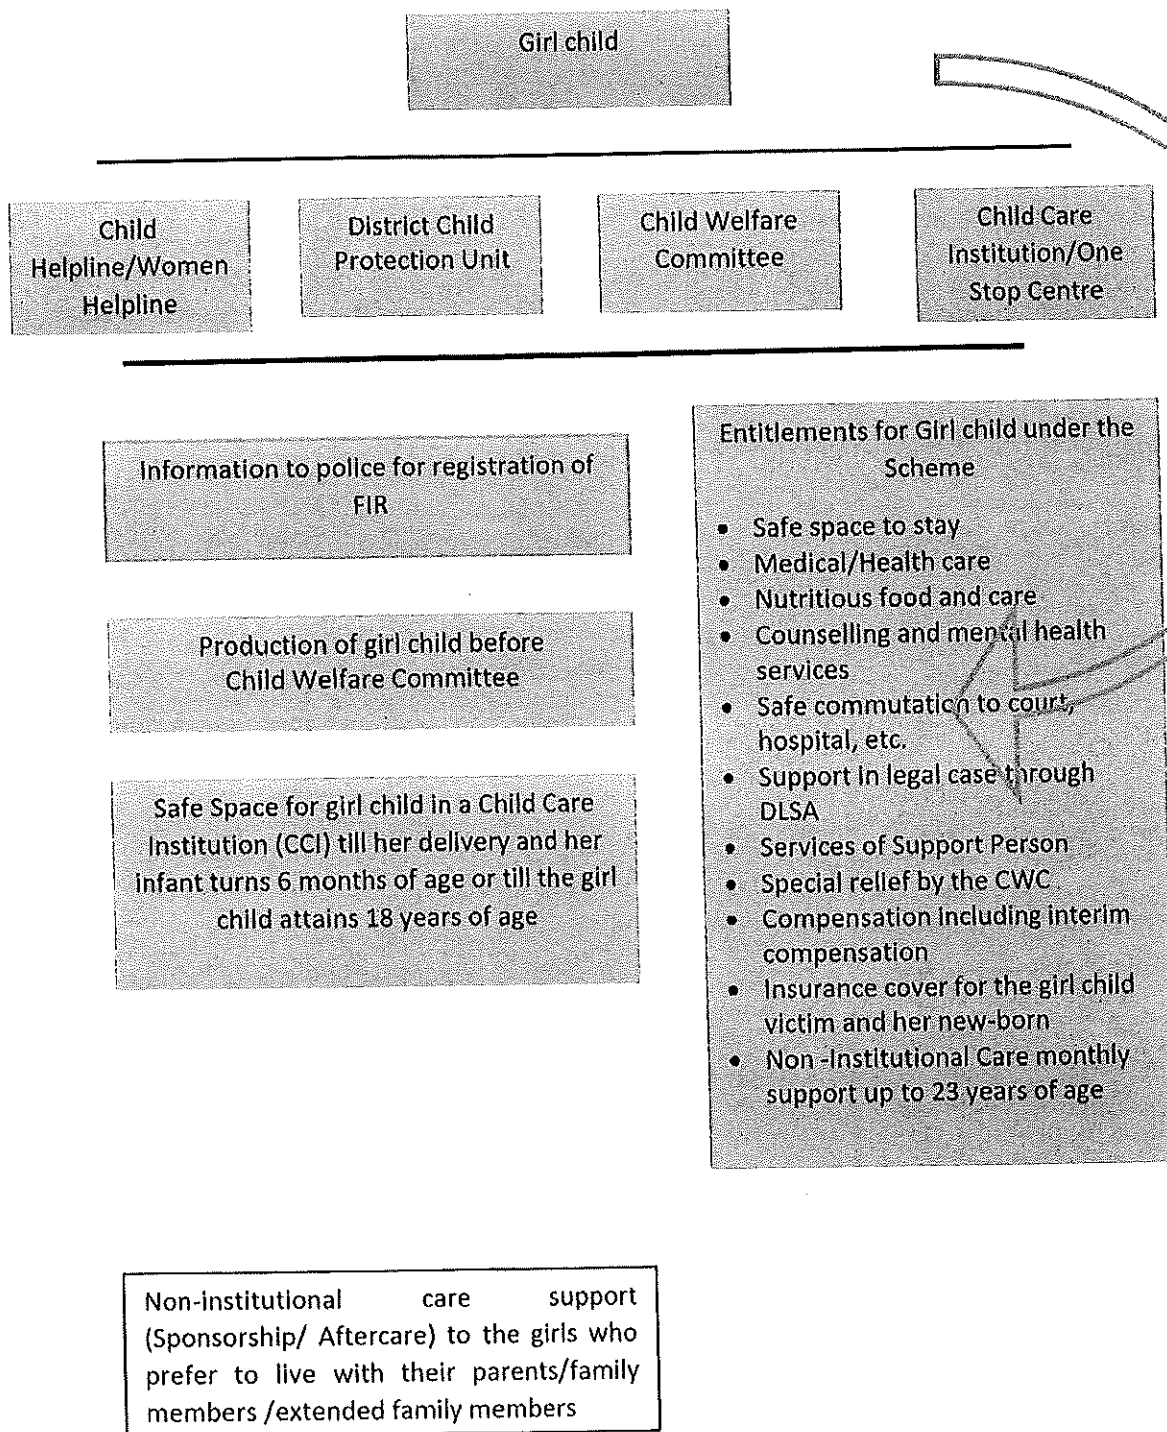 Girl child
Child
Helpline/Women
Helpline
District Child
Protection Unit
Child Welfare
Committee
Child Care
Institution/One
Stop Centre
Information to police for registration of
FIR
Production of girl child before
Child Welfare Committee
Safe Space for girl child in a Child Care
Institution (CCI) till her delivery and her
infant turns 6 months of age or till the girl
child attains 18 years of age
Entitlements for Girl child under the
Scheme
• Safe space to stay
• Medical/Health care
• Nutritious food and care
• Counselling and mental health
services
• Safe commutation to court,
hospital, etc.
• Support in legal case through
DLSA
• Services of Support Person
• Special relief by the CWC
• Compensation including interim
compensation
• Insurance cover for the girl child
victim and her new-born
• Non -Institutional Care monthly
support up to 23 years of age
Non-institutional care support
(Sponsorship/ Aftercare) to the girls who
prefer to live with their parents/family
members /extended family members